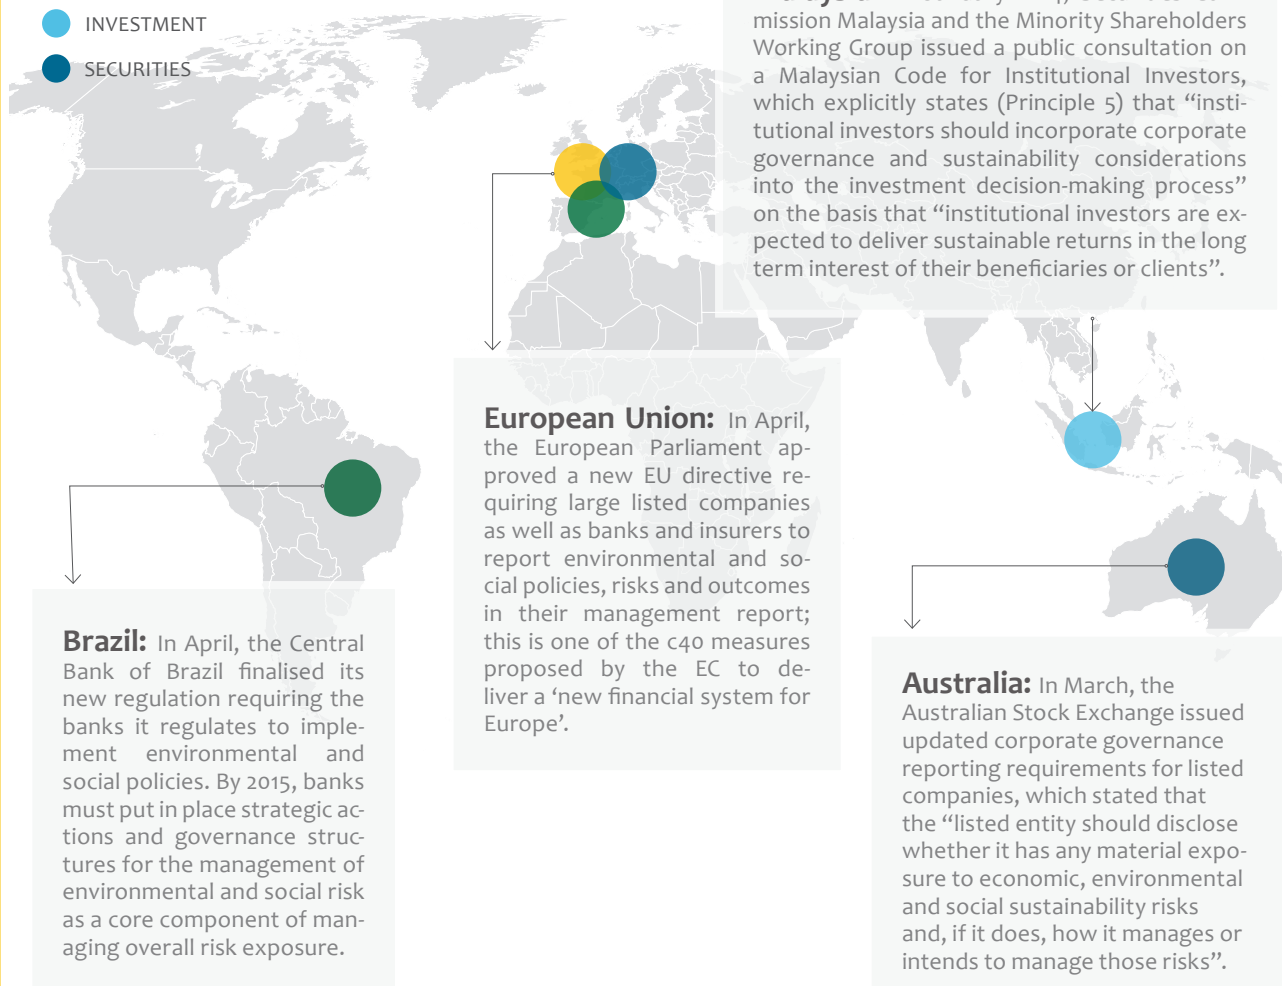 INVESTMENT
SECURITIES
mission Malaysia and the Minority Shareholders
Working Group issued a public consultation on
a Malaysian Code for Institutional Investors,
which explicitly states (Principle 5) that “insti-
tutional investors should incorporate corporate
governance and sustainability considerations
into the investment decision-making process”
on the basis that “institutional investors are ex-
pected to deliver sustainable returns in the long
term interest of their beneficiaries or clients”.
European Union: In April,
the European Parliament ap-
proved a new EU directive re-
quiring large listed companies
as well as banks and insurers to
report environmental and so-
cial policies, risks and outcomes
in their management report;
this is one of the c40 measures
proposed by the EC to de-
liver a ‘new financial system for
Europe’.
Brazil: In April, the Central
Bank of Brazil finalised its
new regulation requiring the
banks it regulates to imple-
ment environmental and
social policies. By 2015, banks
must put in place strategic ac-
tions and governance struc-
tures for the management of
environmental and social risk
as a core component of man-
aging overall risk exposure.
Australia: In March, the
Australian Stock Exchange issued
updated corporate governance
reporting requirements for listed
companies, which stated that
the “listed entity should disclose
whether it has any material expo-
sure to economic, environmental
and social sustainability risks
and, if it does, how it manages or
intends to manage those risks”.